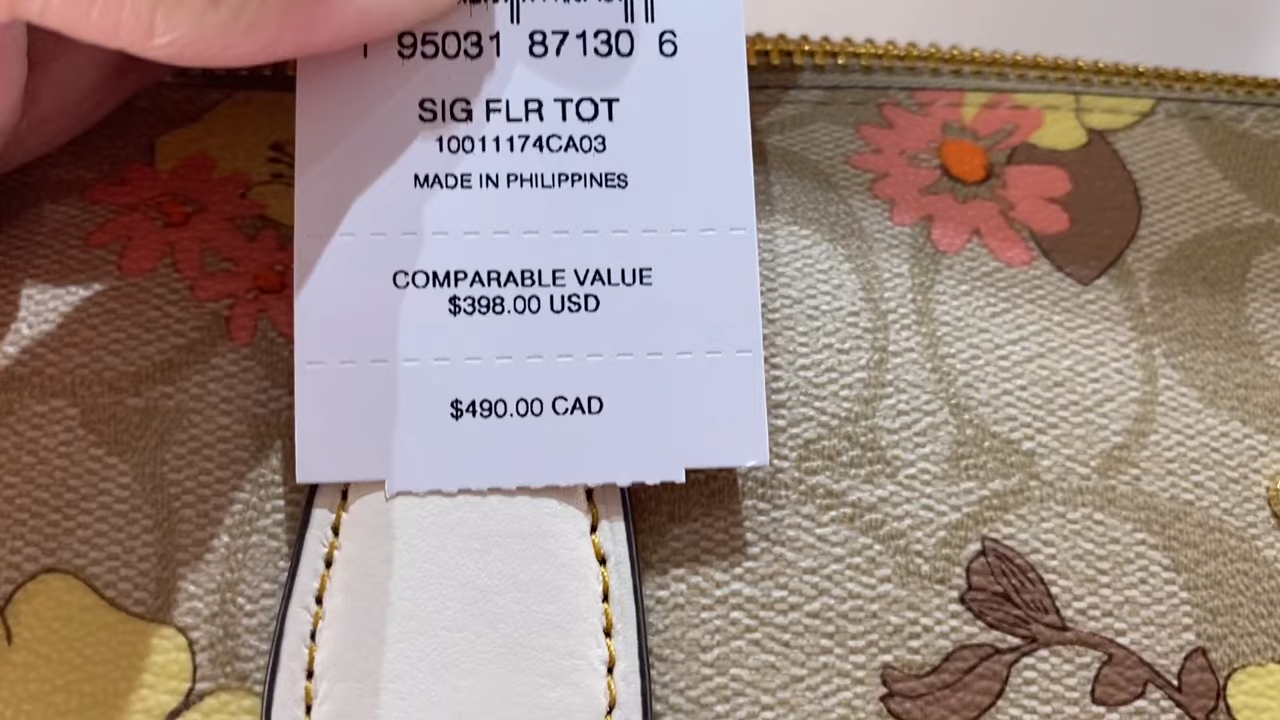 95031 87130 6
SIG FLR TOT
10011174CA03
MADE IN PHILIPPINES
COMPARABLE VALUE
$398.00 USD
$490.00 CAD